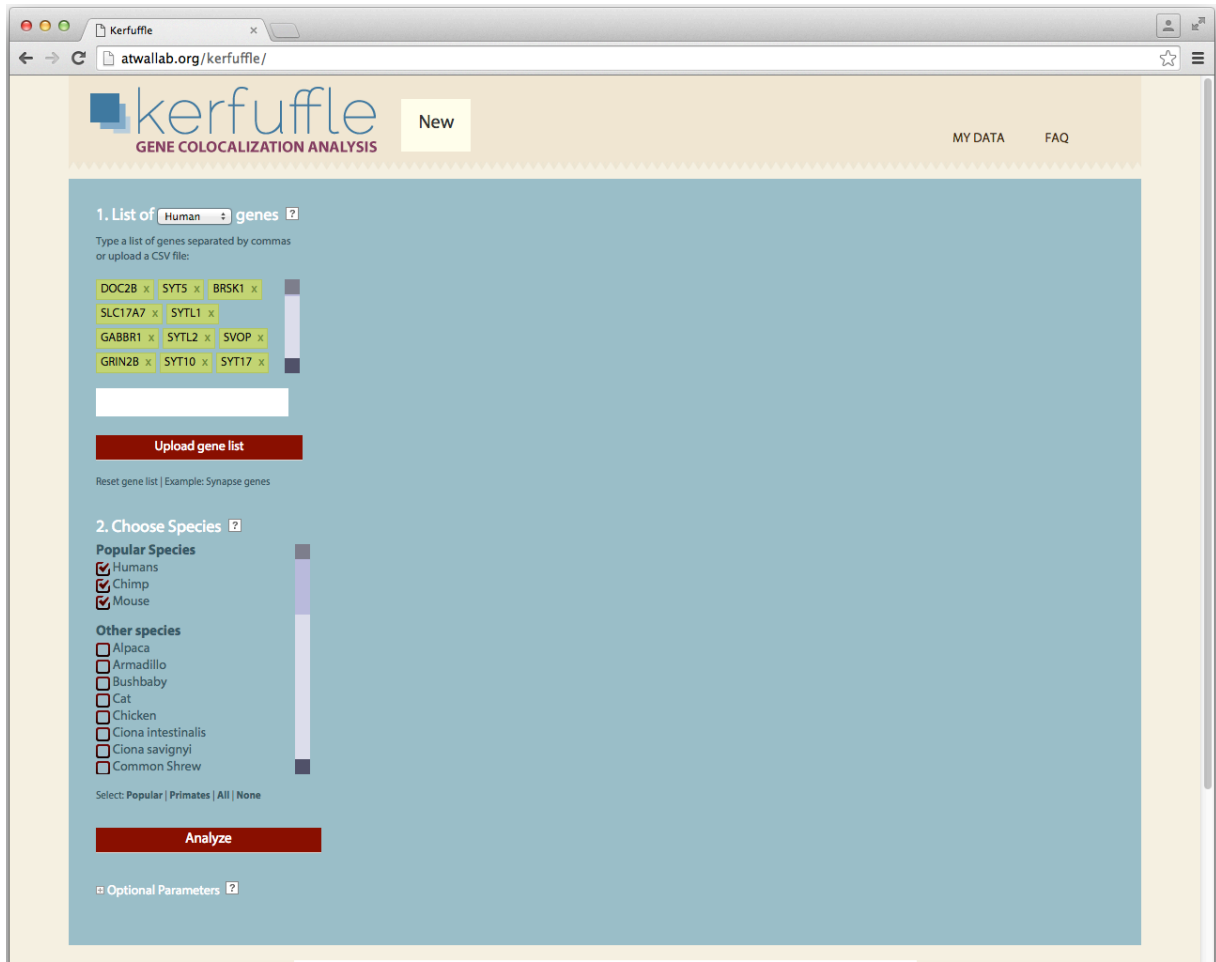 Kerfuffle x
atwallab.org/kerfuffle/
kerfuffle
GENE COLOCALIZATION ANALYSIS
New
MY DATA FAQ
1. List of Human genes ?
Type a list of genes separated by commas
or upload a CSV file:
DOC2B x SYT5 x BRSK1 x
SLC17A7 x SYTL1 x
GABBR1 x SYTL2 x SVOP x
GRIN2B x SYT10 x SYT17 x
Upload gene list
Reset gene list | Example: Synapse genes
2. Choose Species ?
Popular Species
Humans
Chimp
Mouse
Other species
Alpaca
Armadillo
Bushbaby
Cat
Chicken
Ciona intestinalis
Ciona savignyi
Common Shrew
Select: Popular | Primates | All | None
Analyze
Optional Parameters ?